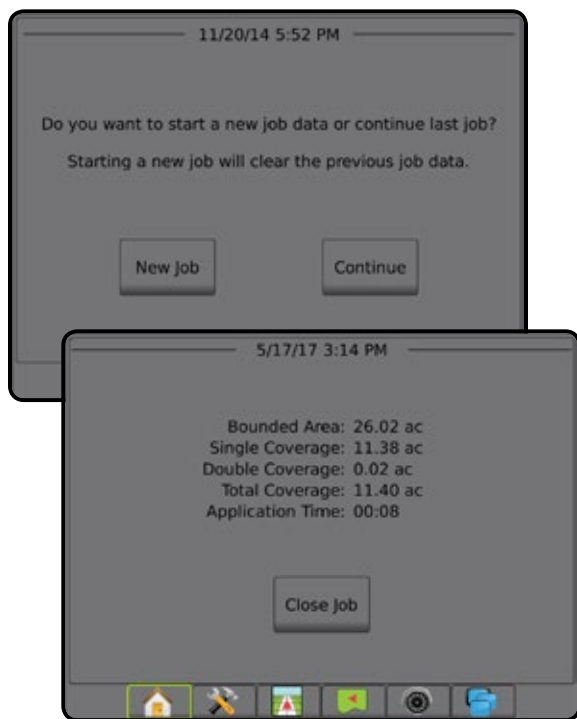 11/20/14 5:52 PM
Do you want to start a new job data or continue last job?
Starting a new job will clear the previous job data.
New Job Continue
5/17/17 3:14 PM
Bounded Area: 26.02 ac
Single Coverage: 11.38 ac
Double Coverage: 0.02 ac
Total Coverage: 11.40 ac
Application Time: 00:08
Close Job